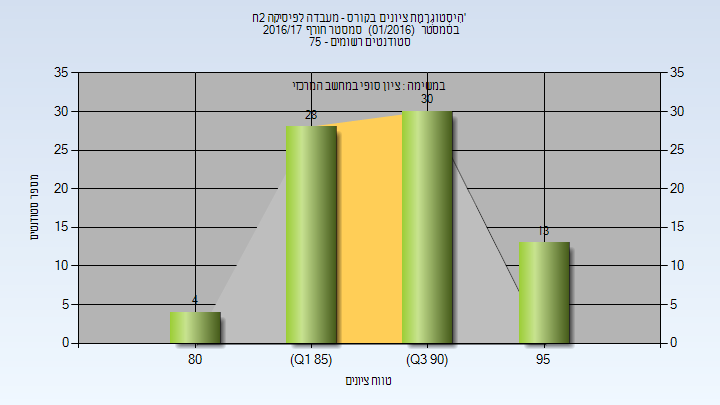 הִיסְטוֹגְרָמַת ציונים בקורס - מעבדה לפיסיקה 2ח'
בסמסטר (01/2016) סמסטר חורף 2016/17
סטודנטים רשומים - 75
במשימה : ציון סופי במחשב המרכזי
35 35
30 30 30
28
25 25
20 20
15 15
13
10 10
5 5
4
0 0
80 (Q1 85) (Q3 90) 95
מספר סטודנטים
טווח ציונים